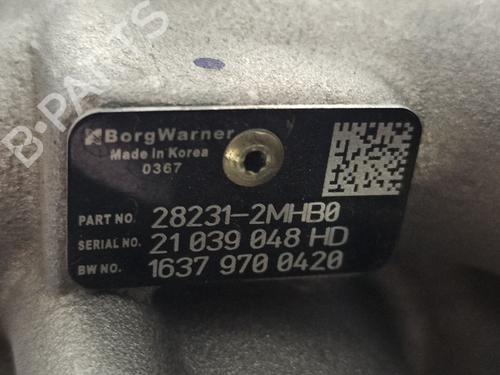 B·PARTS
BorgWarner
Made in Korea
0367
PART NO. 28231-2MHB0
SERIAL NO. 21 039 048 HD
BW NO. 1637 970 0420